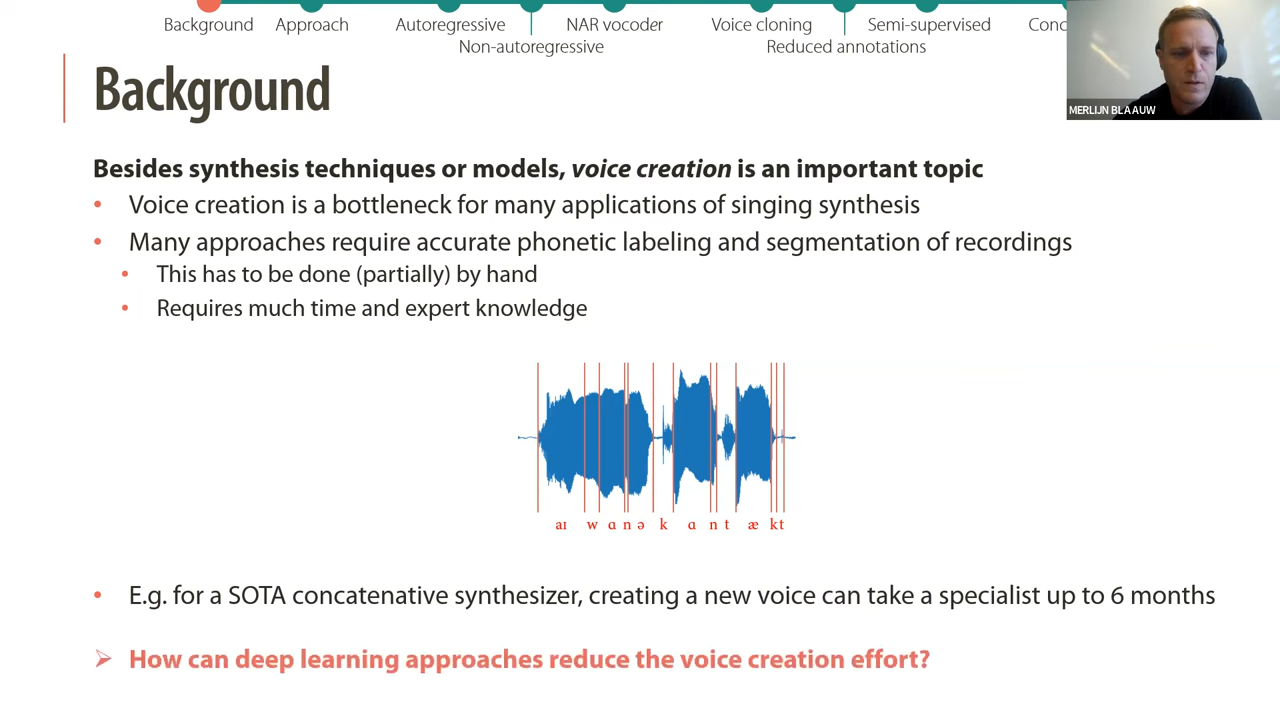 Background Approach Autoregressive NAR vocoder Voice cloning Semi-supervised Conc
Non-autoregressive Reduced annotations
MERLIJN BLAAUW
Background
Besides synthesis techniques or models, voice creation is an important topic
• Voice creation is a bottleneck for many applications of singing synthesis
• Many approaches require accurate phonetic labeling and segmentation of recordings
• This has to be done (partially) by hand
• Requires much time and expert knowledge
aɪ w ɑ n ə k ɑ n t æ kt
• E.g. for a SOTA concatenative synthesizer, creating a new voice can take a specialist up to 6 months
➢ How can deep learning approaches reduce the voice creation effort?